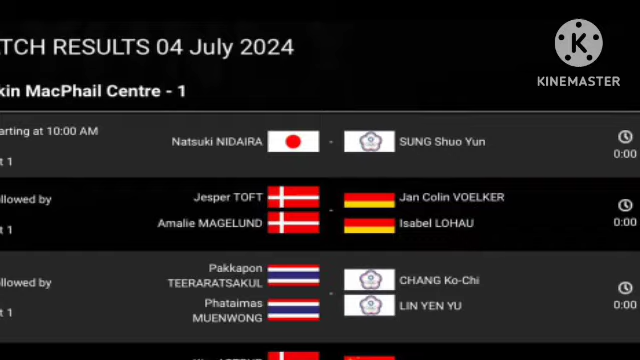 TCH RESULTS 04 July 2024
KINEMASTER
kin MacPhail Centre - 1
arting at 10:00 AM
Natsuki NIDAIRA - SUNG Shuo Yun
t 1
0:00
llowed by
Jesper TOFT - Jan Colin VOELKER
Amalie MAGELUND Isabel LOHAU
t 1
0:00
llowed by
Pakkapon
TEERARATSAKUL - CHANG Ko-Chi
Phataimas LIN YEN YU
MUENWONG
t 1
0:00